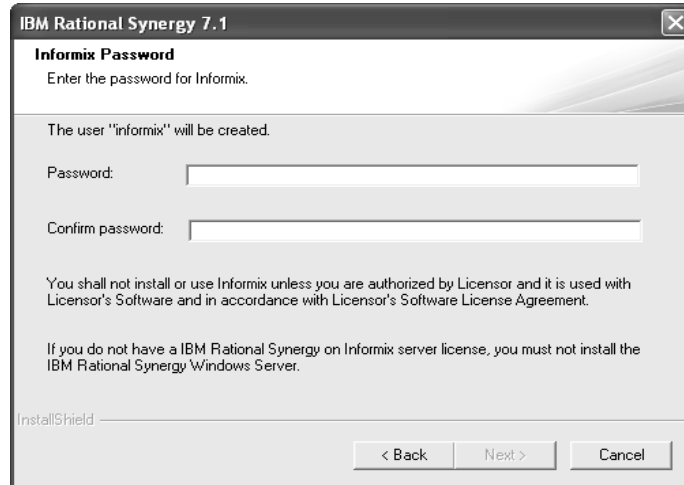 IBM Rational Synergy 7.1
Informix Password
Enter the password for Informix.
The user "informix" will be created.
Password:
Confirm password:
You shall not install or use Informix unless you are authorized by Licensor and it is used with
Licensor's Software and in accordance with Licensor's Software License Agreement.
If you do not have a IBM Rational Synergy on Informix server license, you must not install the
IBM Rational Synergy Windows Server.
InstallShield
< Back Next > Cancel